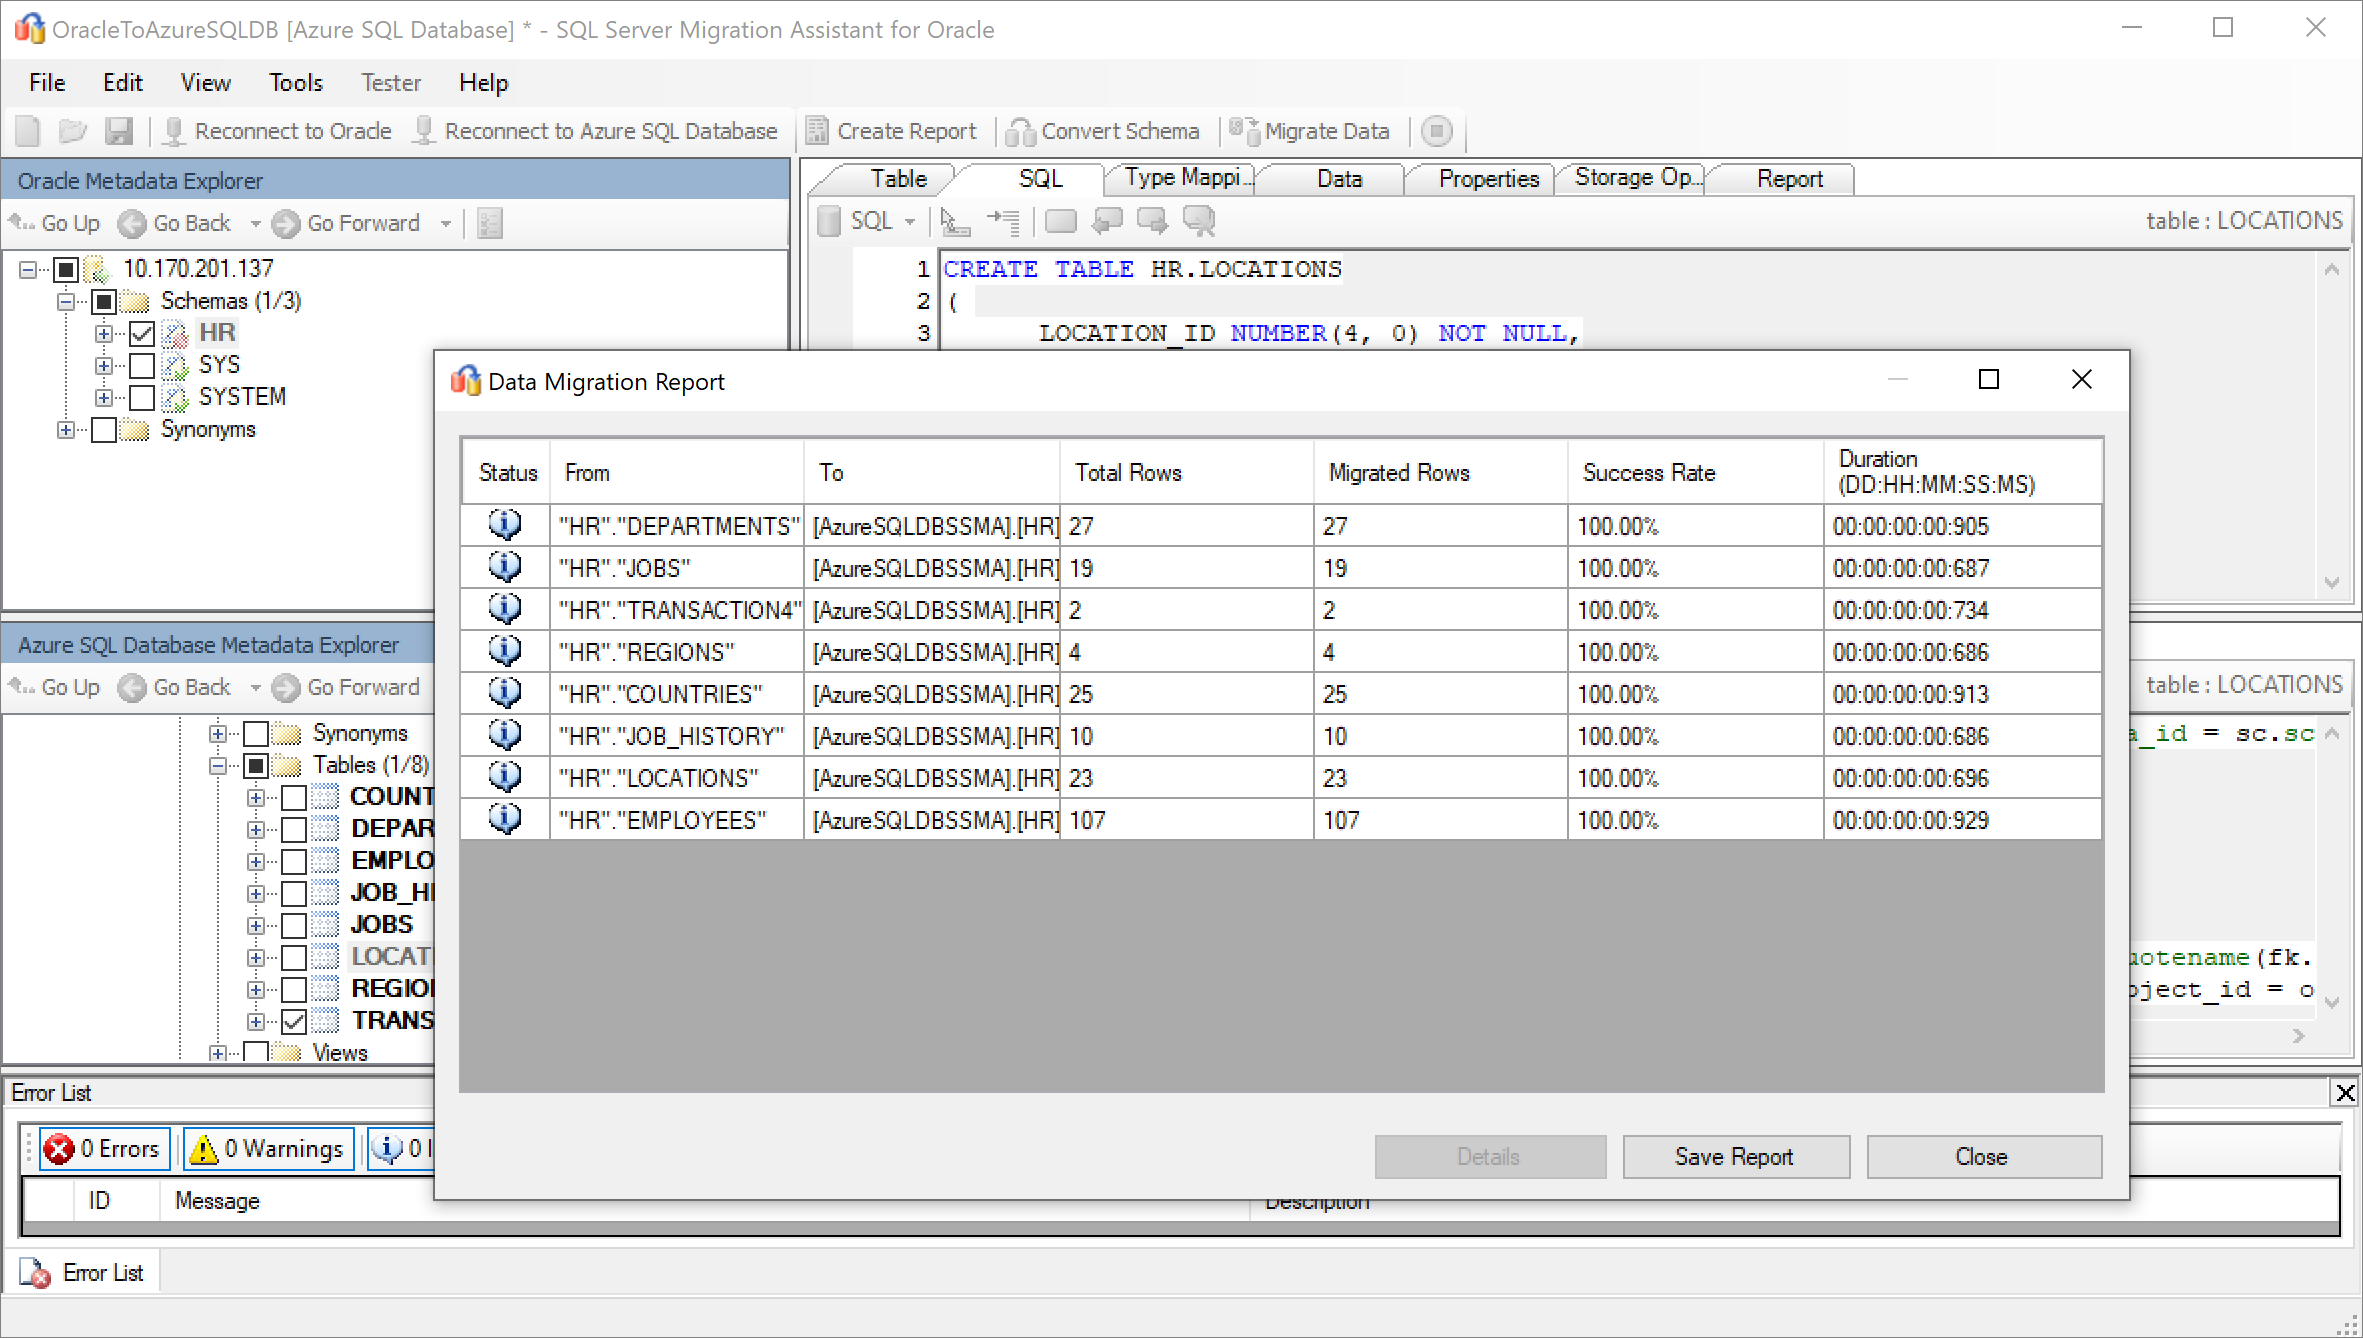 OracleToAzureSQLDB [Azure SQL Database] * - SQL Server Migration Assistant for Oracle
File Edit View Tools Tester Help
Reconnect to Oracle Reconnect to Azure SQL Database Create Report Convert Schema Migrate Data
Oracle Metadata Explorer
Go Up Go Back Go Forward
10.170.201.137
Schemas (1/3)
HR
SYS
SYSTEM
Synonyms
Table SQL Type Mappi... Data Properties Storage Op... Report
SQL table : LOCATIONS
1 CREATE TABLE HR.LOCATIONS
2 (
3 LOCATION_ID NUMBER(4, 0) NOT NULL,
Data Migration Report
Status From To Total Rows Migrated Rows Success Rate Duration
(DD:HH:MM:SS:MS)
"HR"."DEPARTMENTS" [AzureSQLDBSSMA].[HR] 27 27 100.00% 00:00:00:00:905
"HR"."JOBS" [AzureSQLDBSSMA].[HR] 19 19 100.00% 00:00:00:00:687
"HR"."TRANSACTION4" [AzureSQLDBSSMA].[HR] 2 2 100.00% 00:00:00:00:734
"HR"."REGIONS" [AzureSQLDBSSMA].[HR] 4 4 100.00% 00:00:00:00:686
"HR"."COUNTRIES" [AzureSQLDBSSMA].[HR] 25 25 100.00% 00:00:00:00:913
"HR"."JOB_HISTORY" [AzureSQLDBSSMA].[HR] 10 10 100.00% 00:00:00:00:686
"HR"."LOCATIONS" [AzureSQLDBSSMA].[HR] 23 23 100.00% 00:00:00:00:696
"HR"."EMPLOYEES" [AzureSQLDBSSMA].[HR] 107 107 100.00% 00:00:00:00:929
Details Save Report Close
Azure SQL Database Metadata Explorer
Go Up Go Back Go Forward
Synonyms
Tables (1/8)
COUNT
DEPAR
EMPLO
JOB_HI
JOBS
LOCATI
REGIO
TRANS
Views
table : LOCATIONS
a_id = sc.sc
uotename(fk.
bject_id = o
Error List
0 Errors 0 Warnings 0 I
ID Message Description
Error List